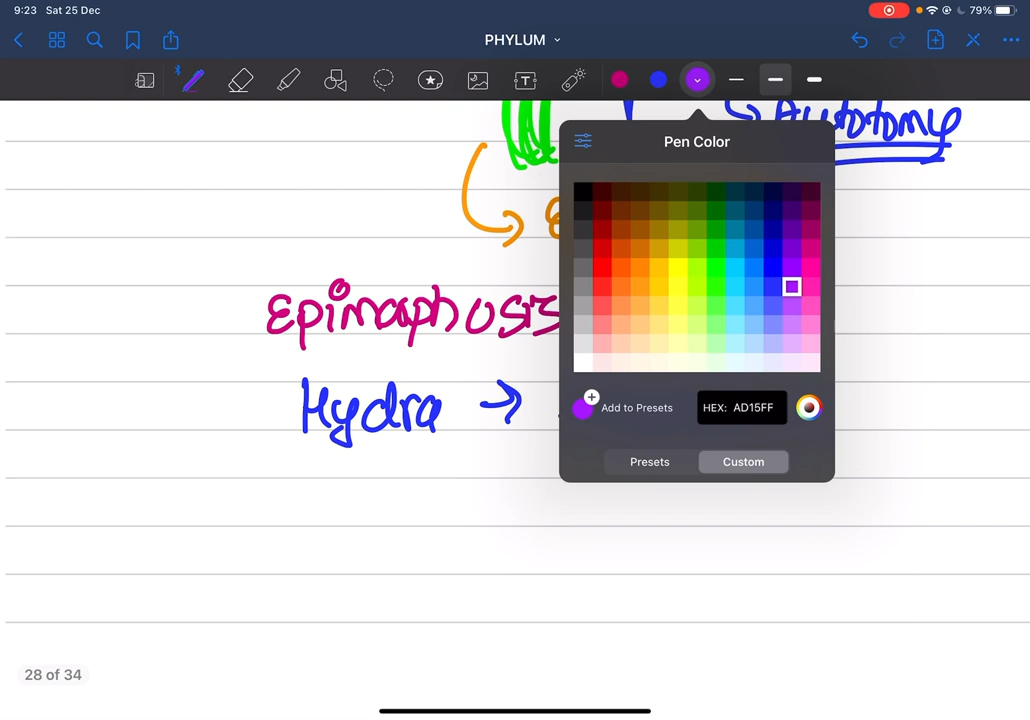 9:23 Sat 25 Dec 79%
PHYLUM
T
Autotomy
Pen Color
Epimaphosis
Hydra →
Add to Presets HEX: AD15FF
Presets Custom
28 of 34